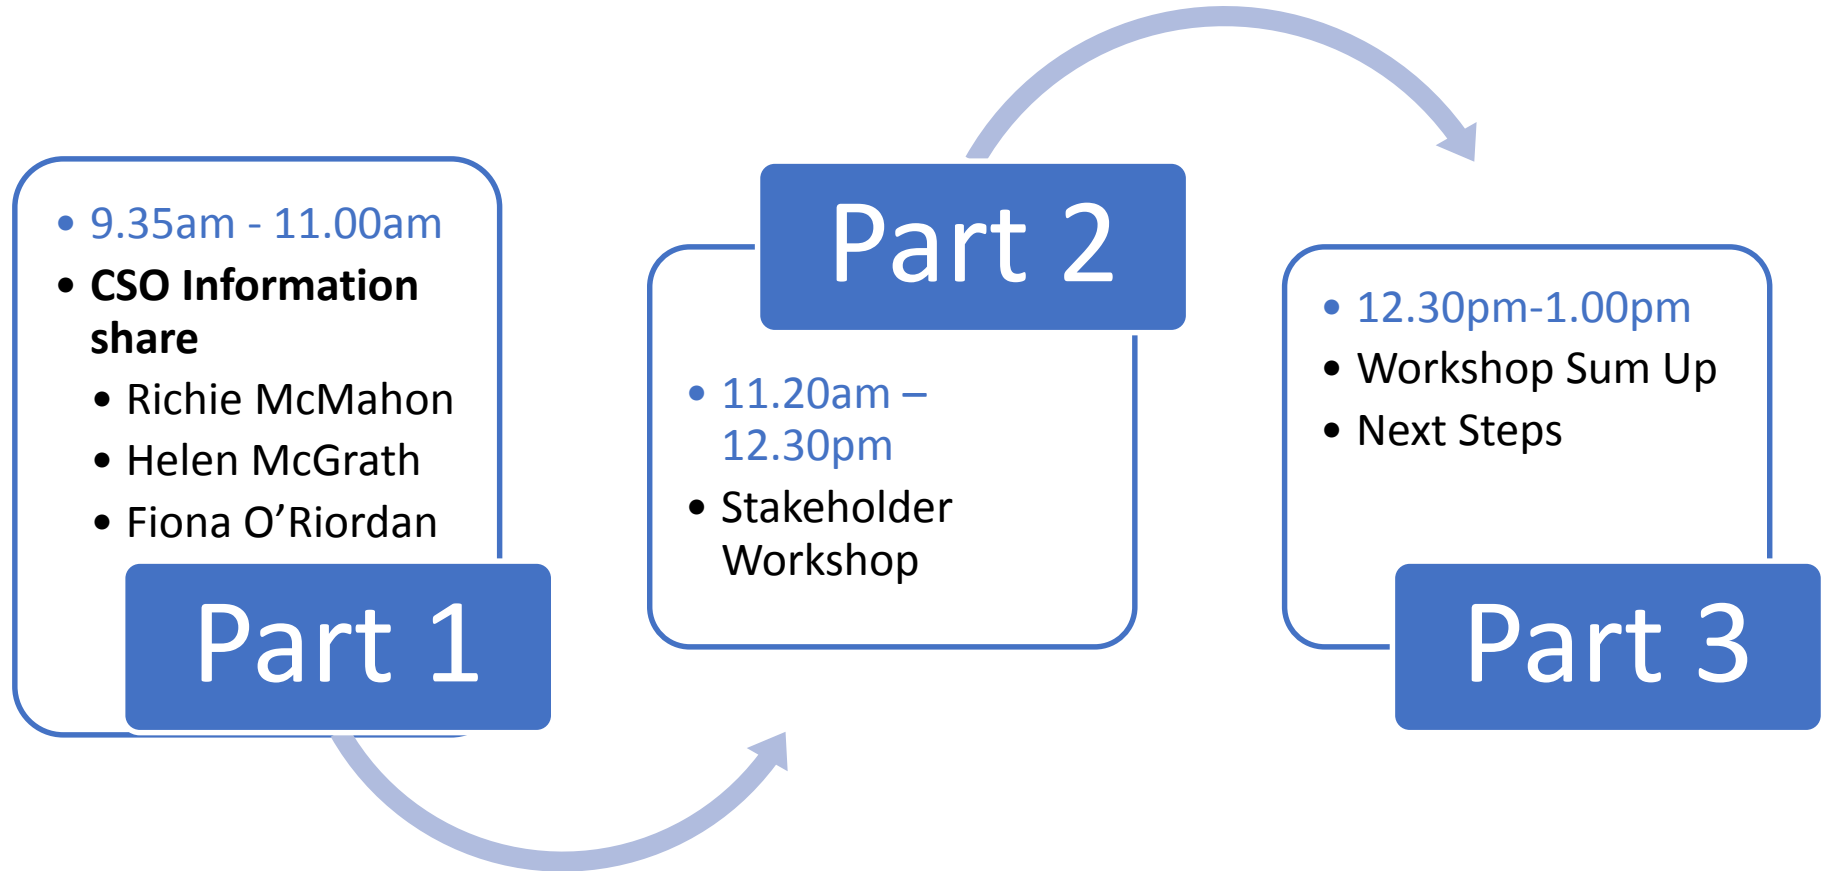 • 9.35am - 11.00am
• CSO Information
share
• Richie McMahon
• Helen McGrath
• Fiona O’Riordan
Part 1
Part 2
• 11.20am –
12.30pm
• Stakeholder
Workshop
• 12.30pm-1.00pm
• Workshop Sum Up
• Next Steps
Part 3